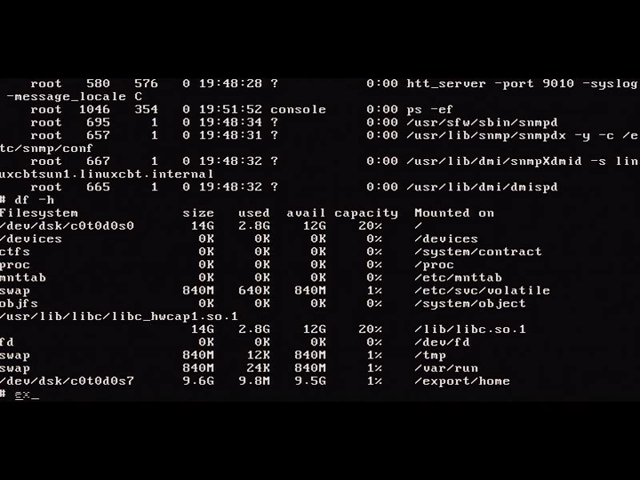 root 580 576 0 19:48:28 ? 0:00 htt_server -port 9010 -syslog
-message_locale C
root 1046 354 0 19:51:52 console 0:00 ps -ef
root 695 1 0 19:48:34 ? 0:00 /usr/sfw/sbin/snmpd
root 657 1 0 19:48:31 ? 0:00 /usr/lib/snmp/snmpdx -y -c /e
tc/snmp/conf
root 667 1 0 19:48:32 ? 0:00 /usr/lib/dmi/snmpXdmid -s lin
uxcbtsun1.linuxcbt.internal
root 665 1 0 19:48:32 ? 0:00 /usr/lib/dmi/dmispd
# df -h
Filesystem size used avail capacity Mounted on
/dev/dsk/c0t0d0s0 14G 2.8G 12G 20% /
/devices 0K 0K 0K 0% /devices
ctfs 0K 0K 0K 0% /system/contract
proc 0K 0K 0K 0% /proc
mnttab 0K 0K 0K 0% /etc/mnttab
swap 840M 640K 840M 1% /etc/svc/volatile
objfs 0K 0K 0K 0% /system/object
/usr/lib/libc/libc_hwcap1.so.1
14G 2.8G 12G 20% /lib/libc.so.1
fd 0K 0K 0K 0% /dev/fd
swap 840M 12K 840M 1% /tmp
swap 840M 24K 840M 1% /var/run
/dev/dsk/c0t0d0s7 9.6G 9.8M 9.5G 1% /export/home
# ex_